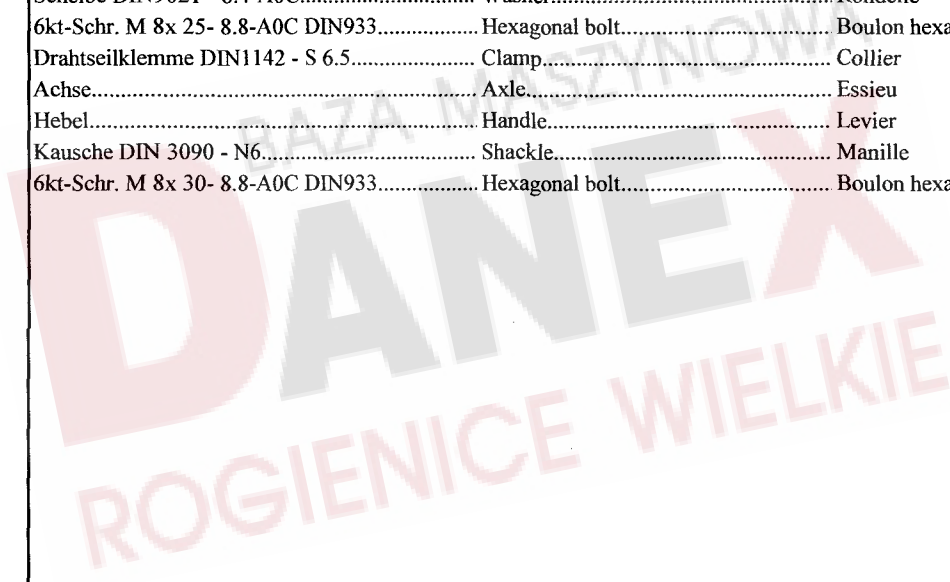 6kt-Schr. M 8x 25- 8.8-A0C DIN933................. Hexagonal bolt................................... Boulon hexa
Drahtseilklemme DIN1142 - S 6.5..................... Clamp................................................ Collier
Achse................................................................. Axle................................................... Essieu
Hebel................................................................. Handle............................................... Levier
Kausche DIN 3090 - N6.................................... Shackle.............................................. Manille
6kt-Schr. M 8x 30- 8.8-A0C DIN933................. Hexagonal bolt................................... Boulon hexa
BAZA MASZYNOWA
DANEX
ROGIENICE WIELKIE